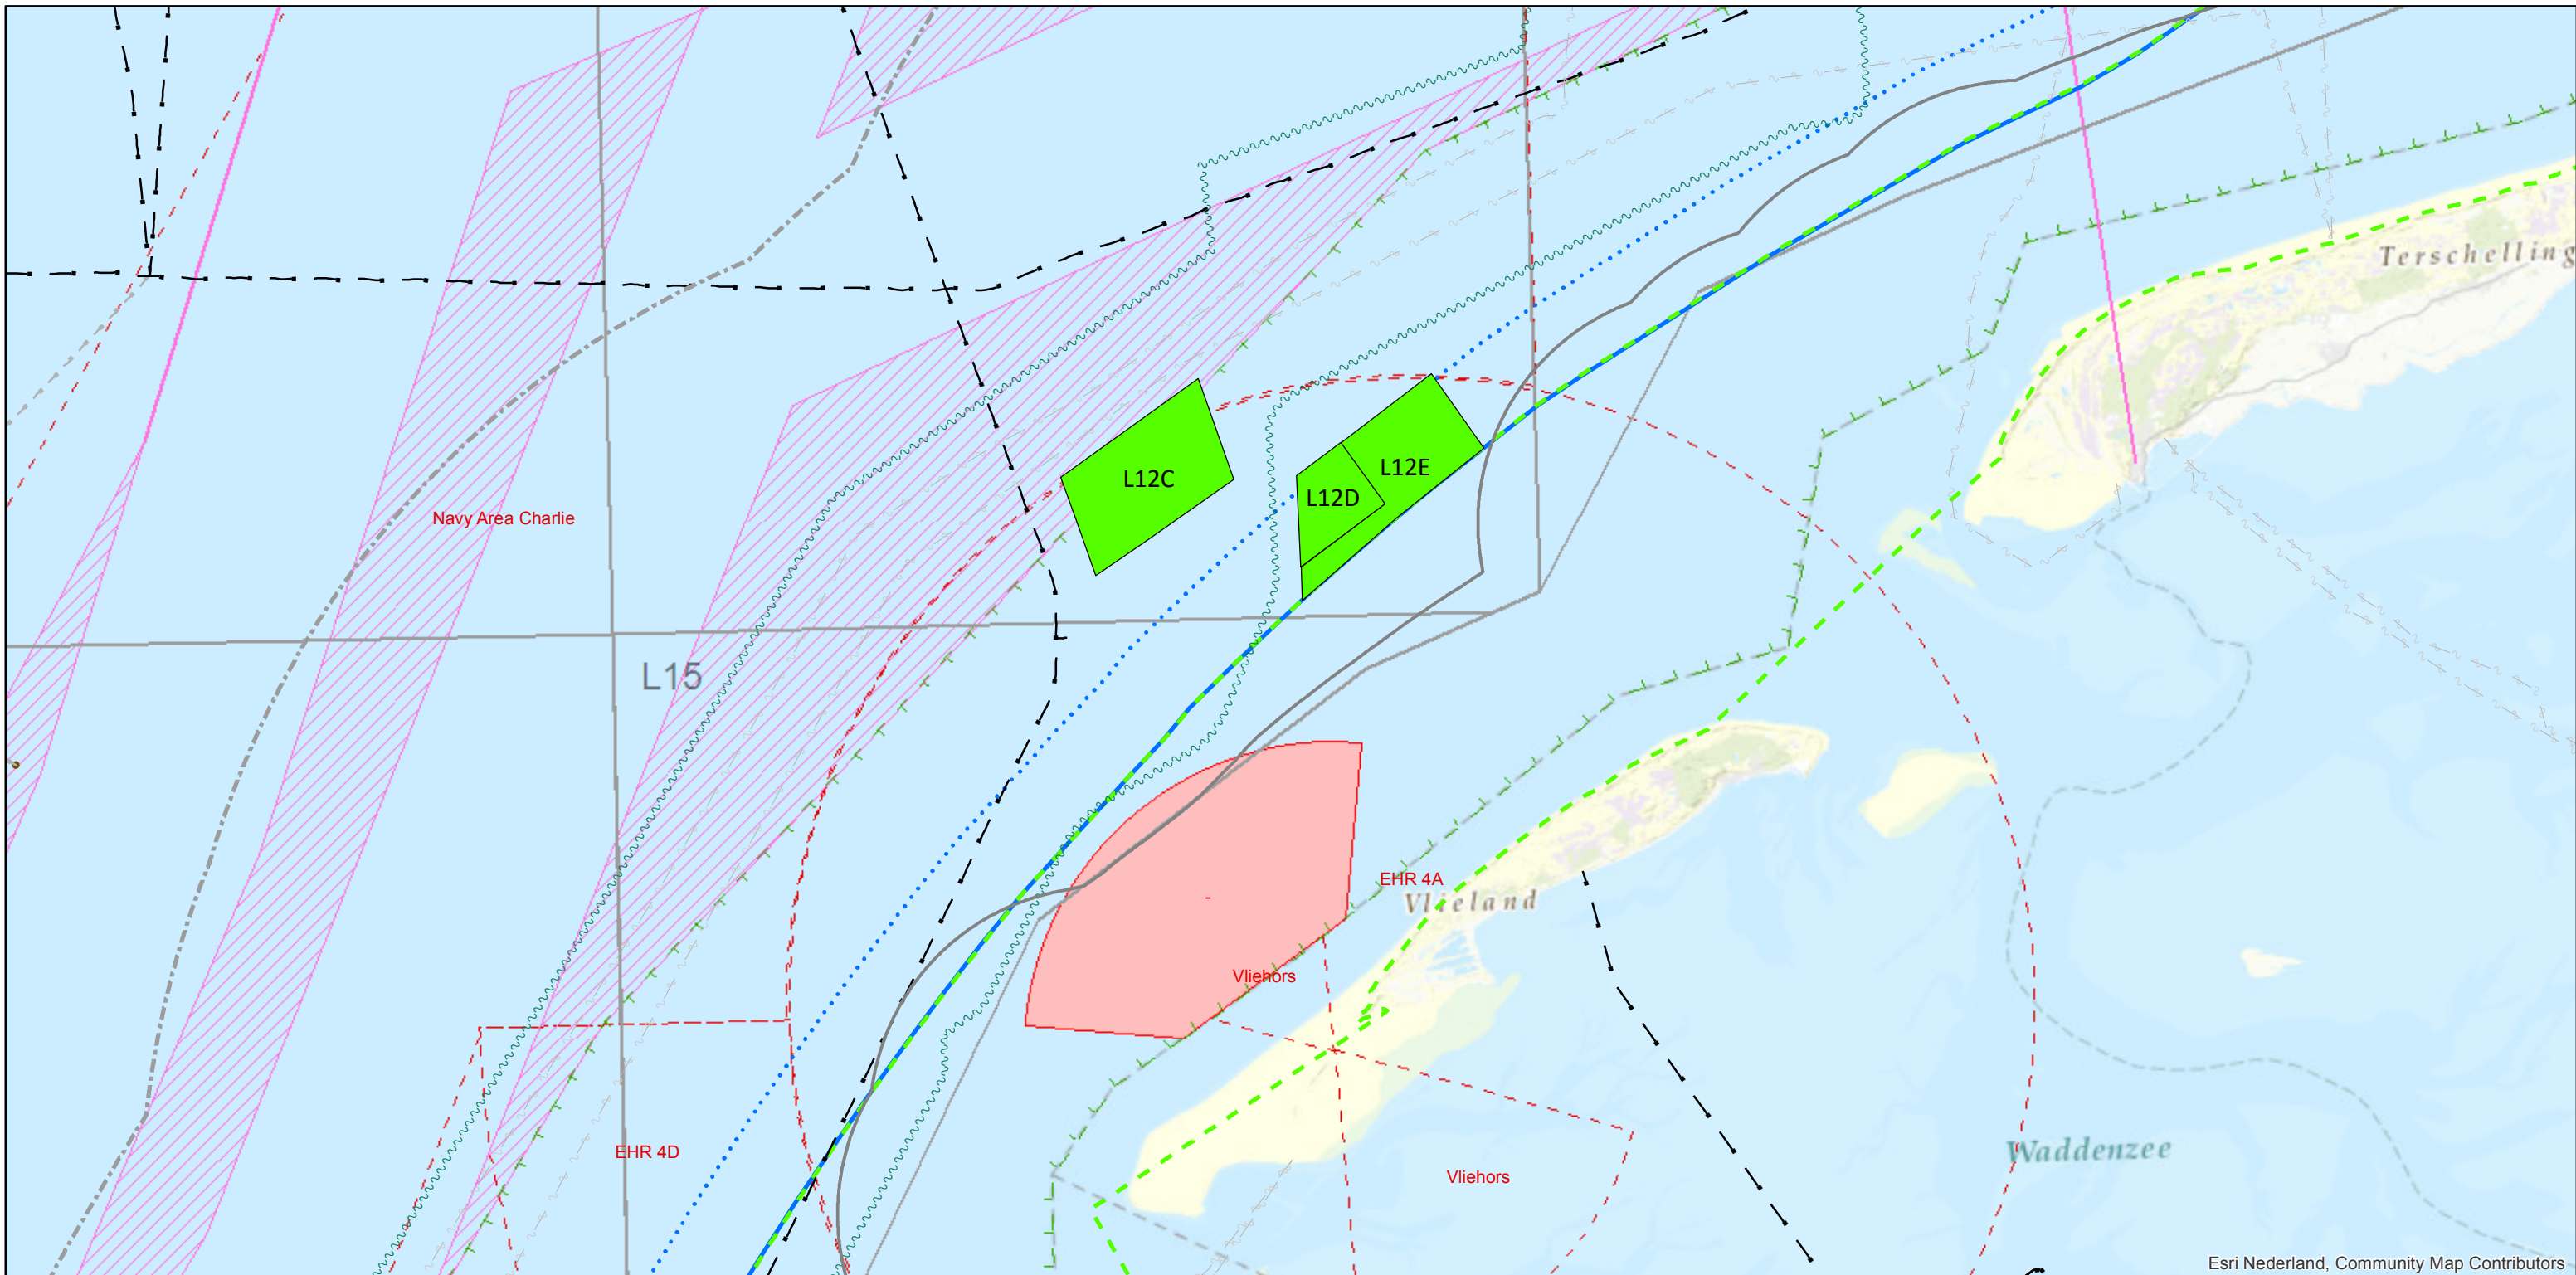 Terschelling
L12C
L12E
L12D
Navy Area Charlie
L15
EHR 4A
Vlieland
Vliehors
EHR 4D
Waddenzee
Vliehors
Esri Nederland, Community Map Contributors